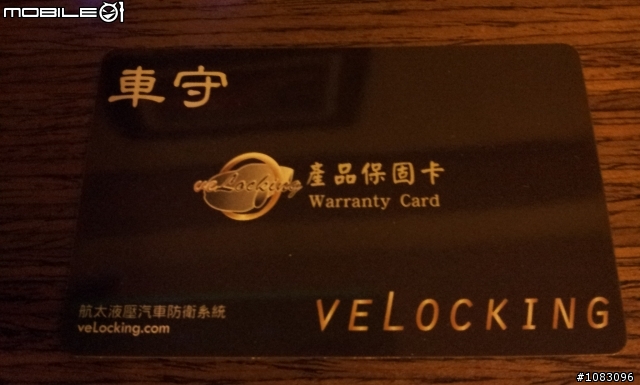 MOBILE01
車守
veLocking
產品保固卡
Warranty Card
航太液壓汽車防衛系統
veLocking.com
VELOCKING
#1083096